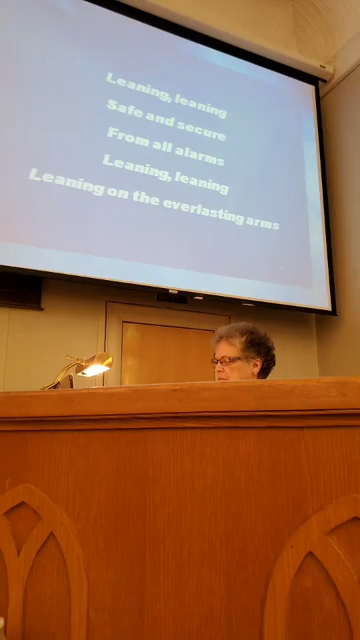 Leaning, leaning
Safe and secure
From all alarms
Leaning, leaning
Leaning on the everlasting arms